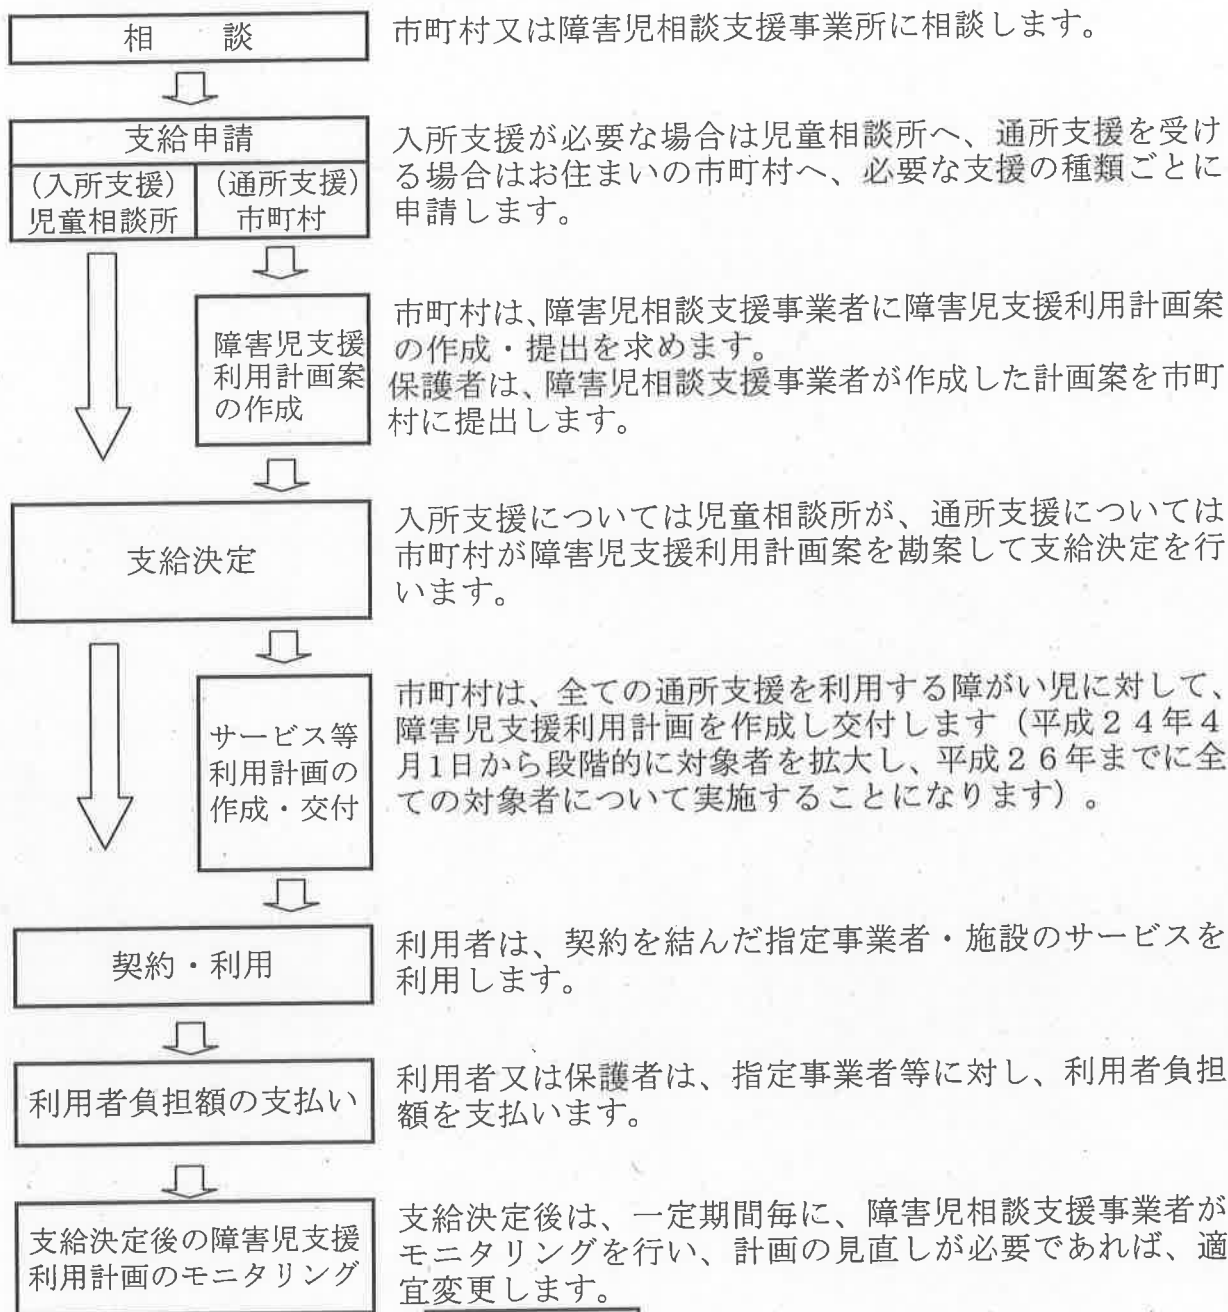 相　　談
市町村又は障害児相談支援事業所に相談します。
支給申請
(入所支援)
児童相談所
(通所支援)
市町村
入所支援が必要な場合は児童相談所へ、通所支援を受け
る場合はお住まいの市町村へ、必要な支援の種類ごとに
申請します。
障害児支援
利用計画案
の作成
市町村は、障害児相談支援事業者に障害児支援利用計画案
の作成・提出を求めます。
保護者は、障害児相談支援事業者が作成した計画案を市町
村に提出します。
支給決定
入所支援については児童相談所が、通所支援については
市町村が障害児支援利用計画案を勘案して支給決定を行
います。
サービス等
利用計画の
作成・交付
市町村は、全ての通所支援を利用する障がい児に対して、
障害児支援利用計画を作成し交付します（平成２４年４
月1日から段階的に対象者を拡大し、平成２６年までに全
ての対象者について実施することになります）。
契約・利用
利用者は、契約を結んだ指定事業者・施設のサービスを
利用します。
利用者負担額の支払い
利用者又は保護者は、指定事業者等に対し、利用者負担
額を支払います。
支給決定後の障害児支援
利用計画のモニタリング
支給決定後は、一定期間毎に、障害児相談支援事業者が
モニタリングを行い、計画の見直しが必要であれば、適
宜変更します。